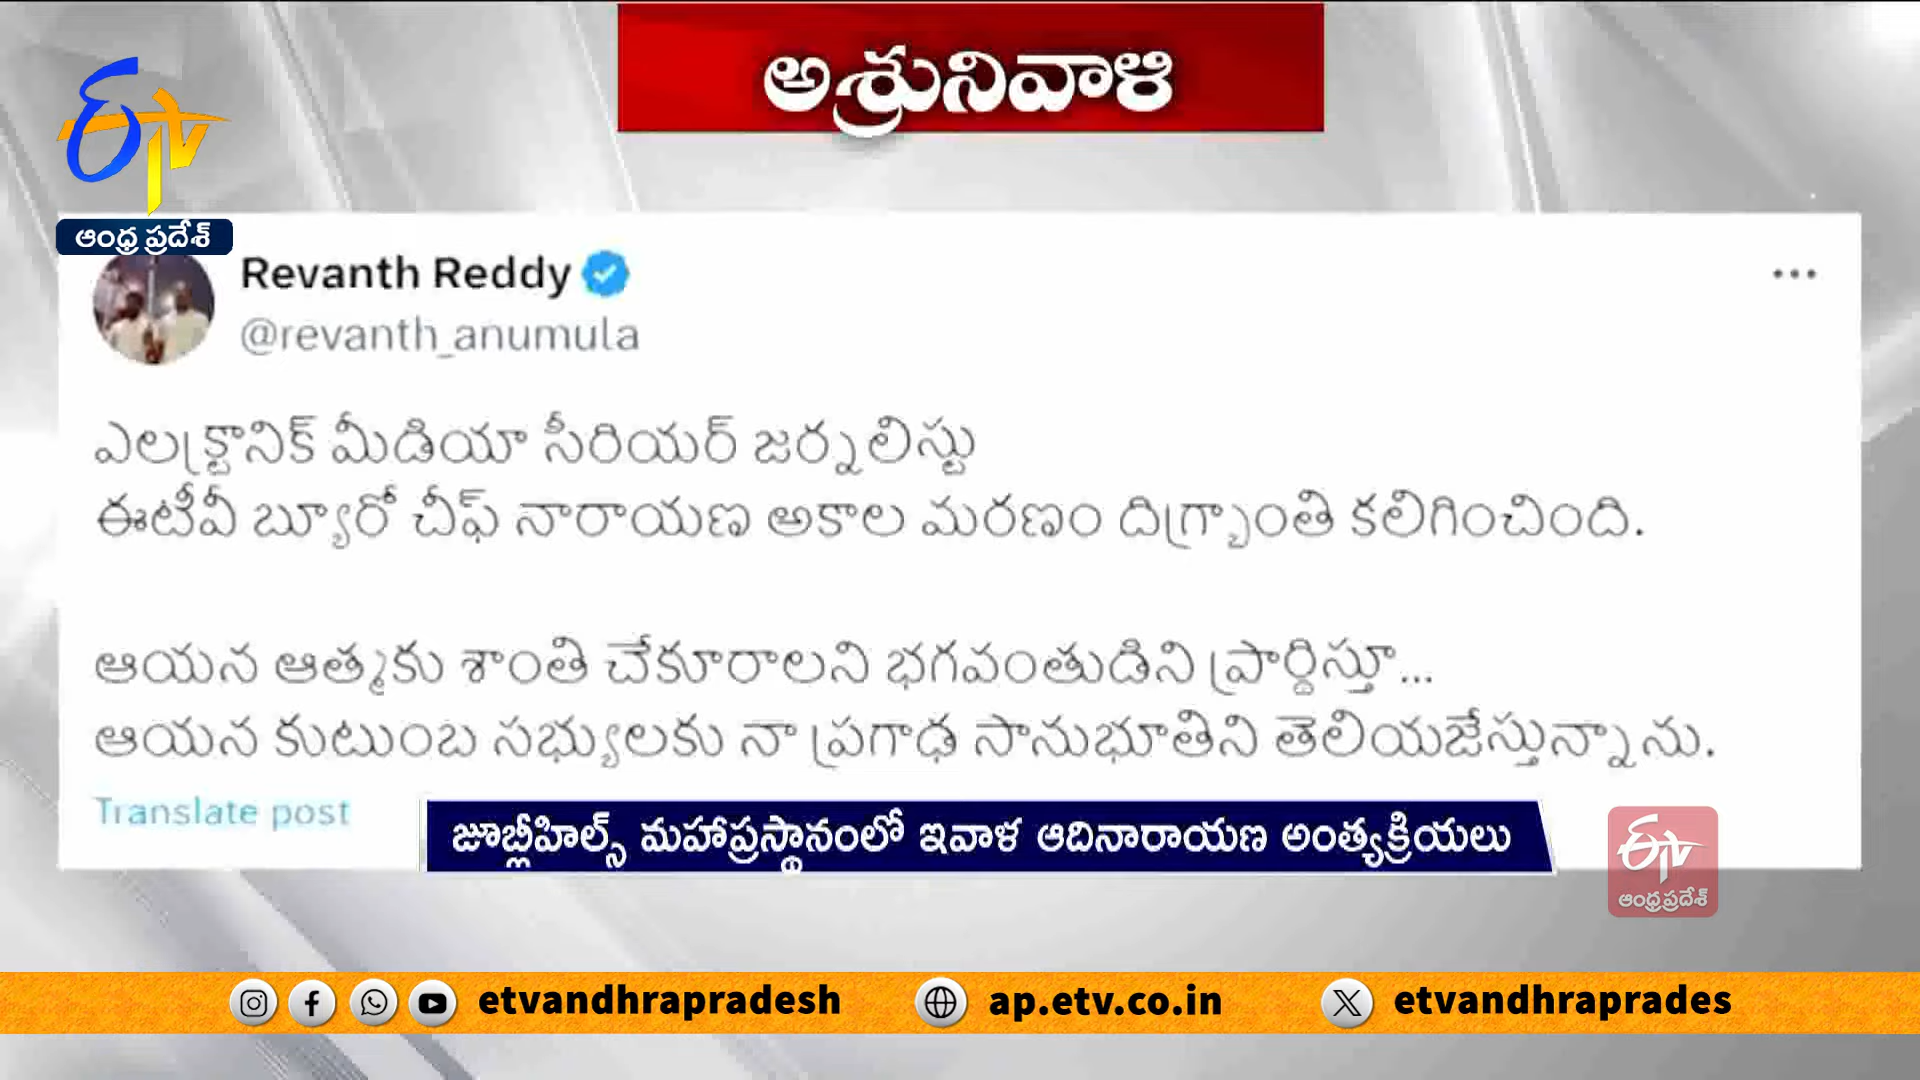 అశ్రునివాళి
ETV
ఆంధ్ర ప్రదేశ్
Revanth Reddy
@revanth_anumula
ఎలక్ట్రానిక్ మీడియా సీరియర్ జర్నలిస్టు
ఈటీవీ బ్యూరో చీఫ్ నారాయణ అకాల మరణం దిగ్భ్రాంతి కలిగించింది.
ఆయన ఆత్మకు శాంతి చేకూరాలని భగవంతుడిని ప్రార్ధిస్తూ...
ఆయన కుటుంబ సభ్యులకు నా ప్రగాఢ సానుభూతిని తెలియజేస్తున్నాను.
Translate post
జూబ్లీహిల్స్ మహాప్రస్థానంలో ఇవాళ ఆదినారాయణ అంత్యక్రియలు
ETV
ఆంధ్రప్రదేశ్
etvandhrapradesh
ap.etv.co.in
etvandhraprades